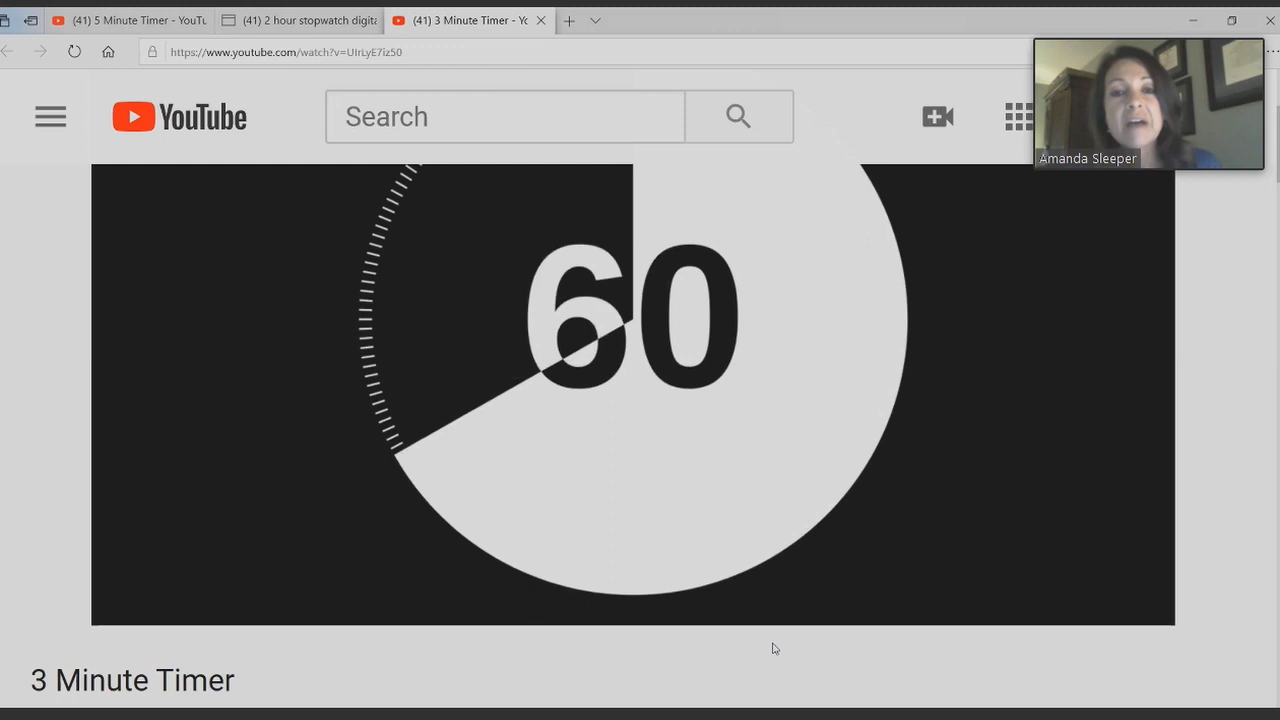 (41) 5 Minute Timer - YouTu
(41) 2 hour stopwatch digita
(41) 3 Minute Timer - Yo
https://www.youtube.com/watch?v=UIrLyE7iz50
YouTube
Search
Amanda Sleeper
60
3 Minute Timer